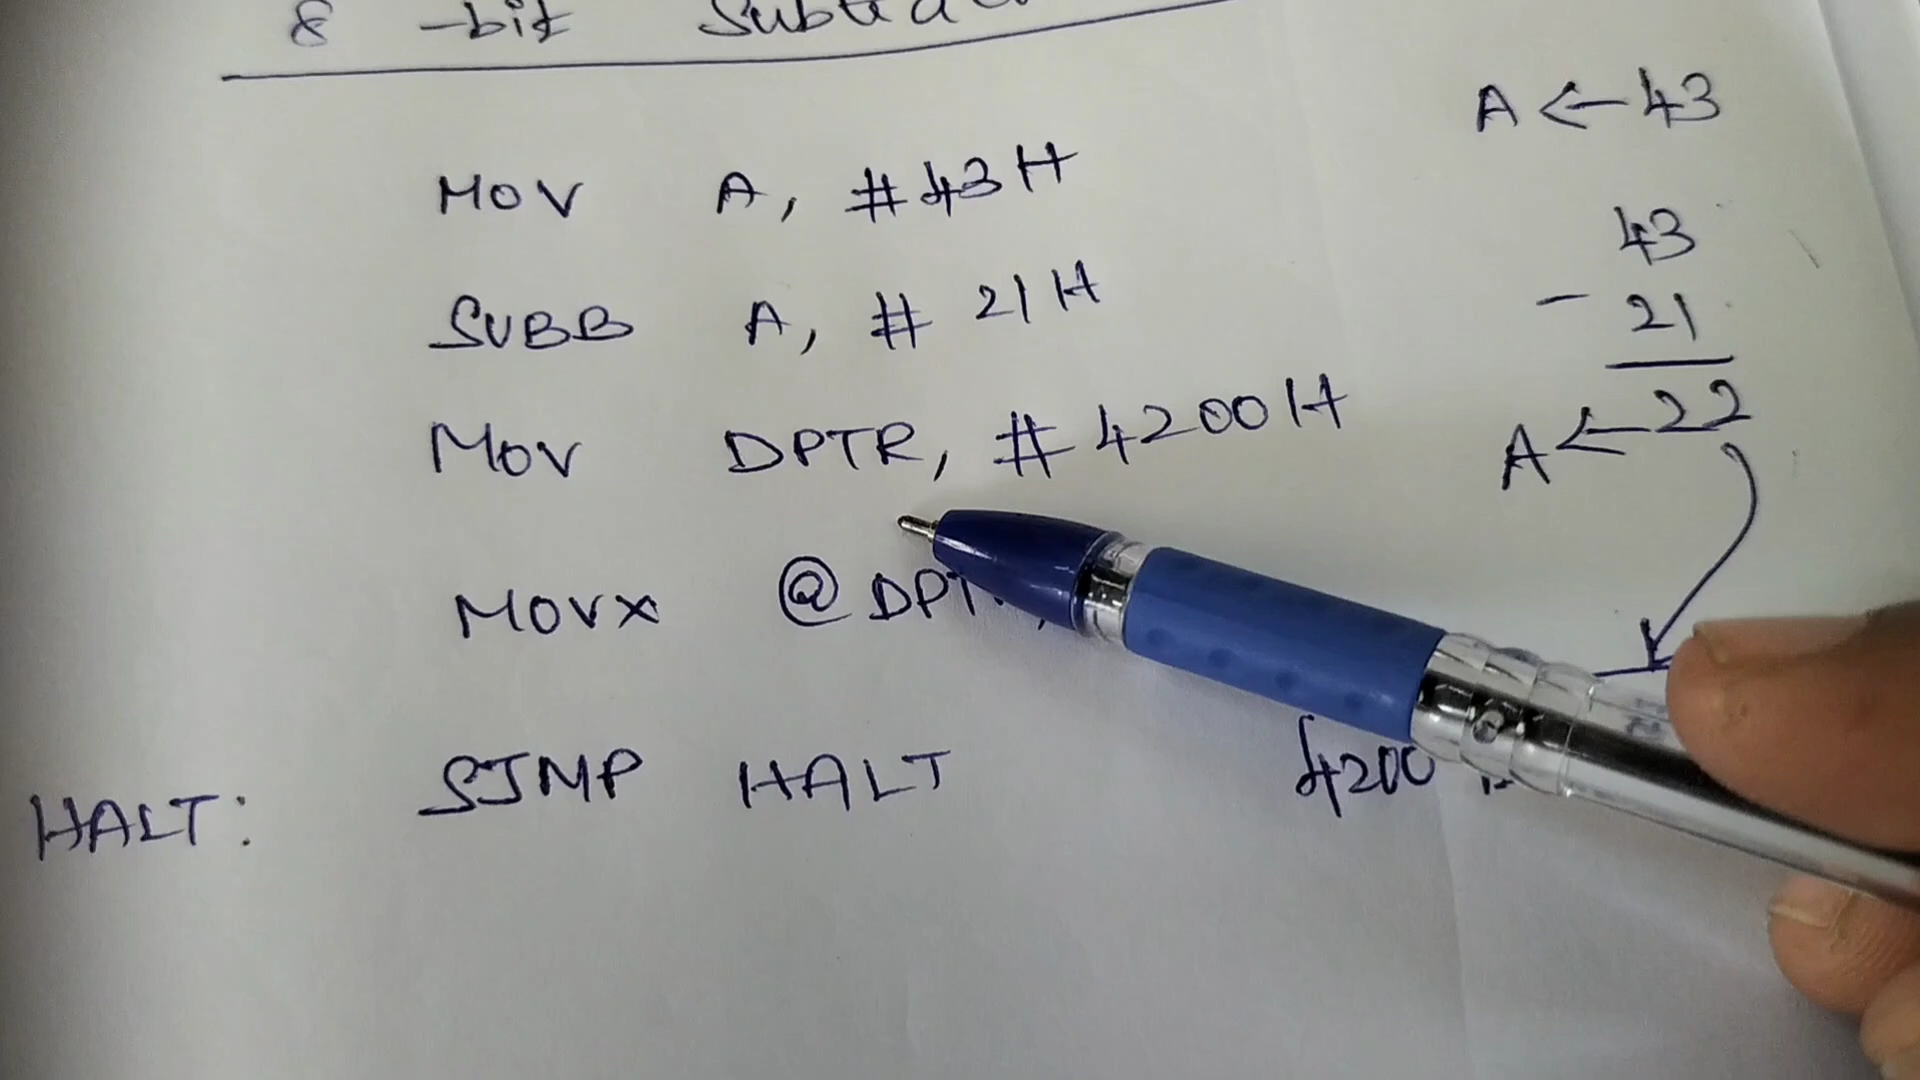 8 -bit
MOV A, #43H
SUBB A, # 21H
MOV DPTR, #4200H
MOVX @DPT
HALT: SJMP HALT
A ← 43
43
- 21
22
A ←
4200